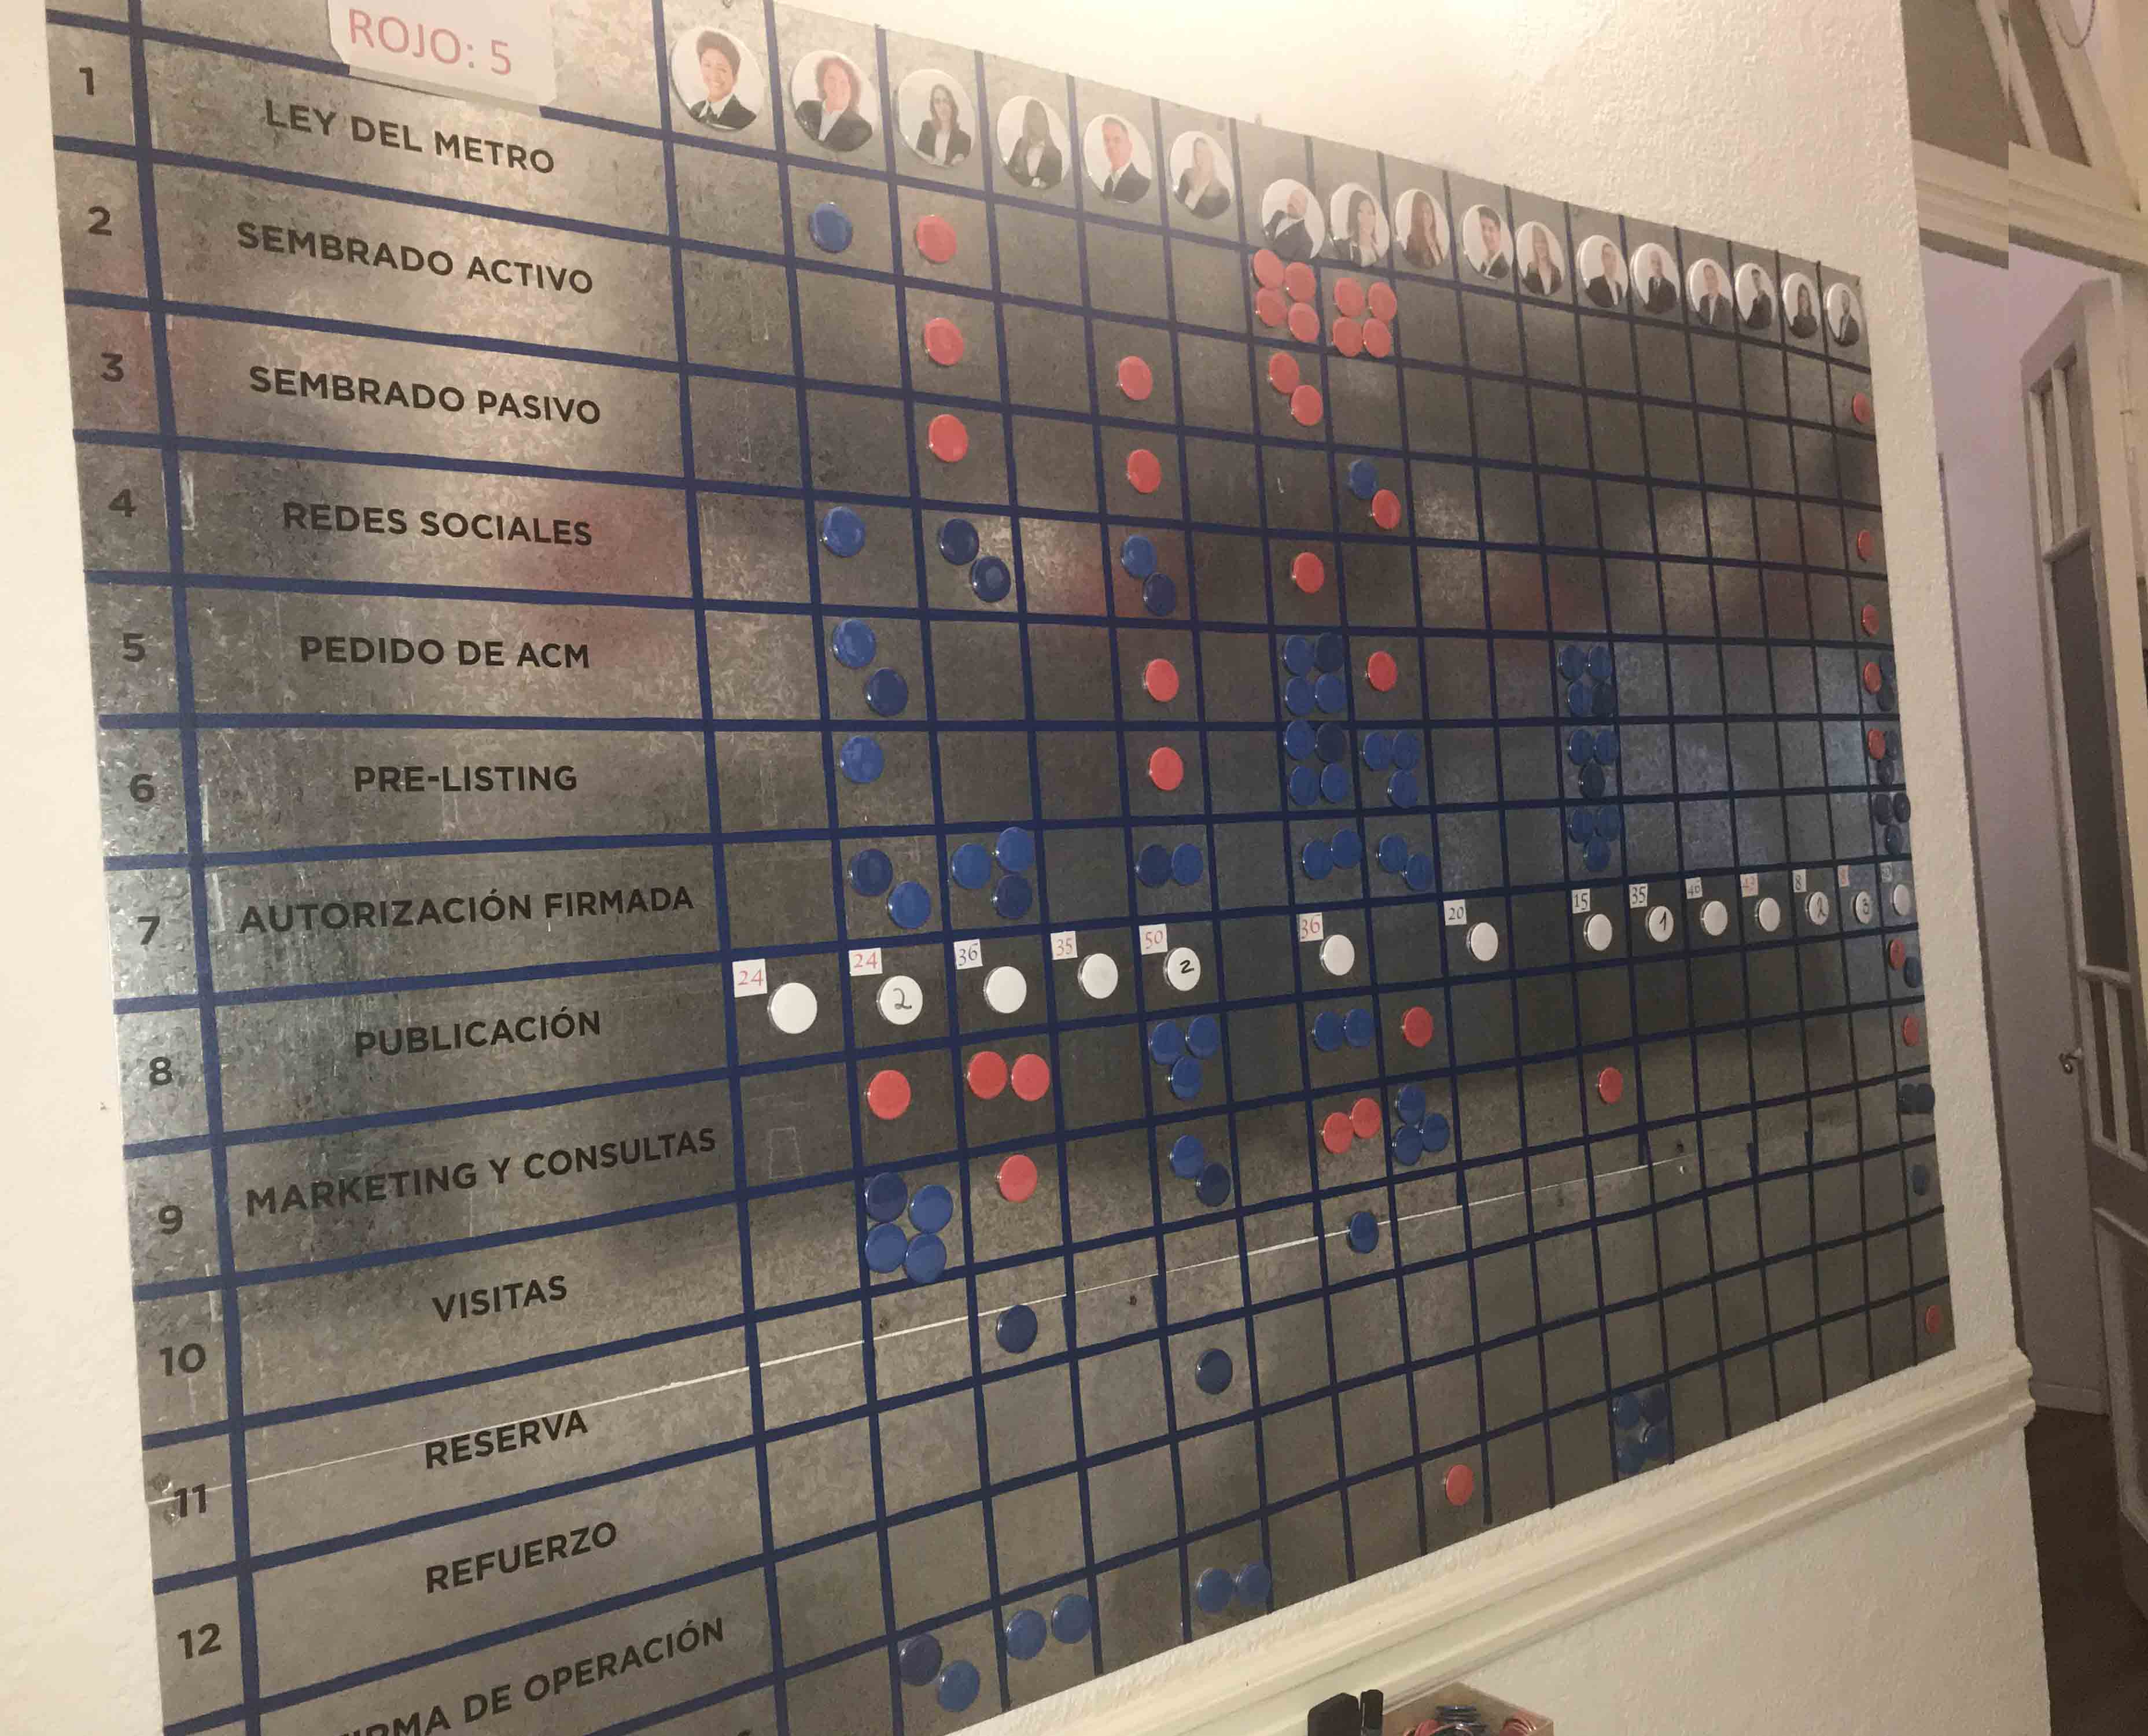 ROJO: 5
1 LEY DEL METRO
2 SEMBRADO ACTIVO
3 SEMBRADO PASIVO
4 REDES SOCIALES
5 PEDIDO DE ACM
6 PRE-LISTING
7 AUTORIZACIÓN FIRMADA
24 24 36 35 50 36 20 15 35 40 8
2 2 1 2 3
8 PUBLICACIÓN
9 MARKETING Y CONSULTAS
10 VISITAS
11 RESERVA
12 REFUERZO
DE OPERACIÓN